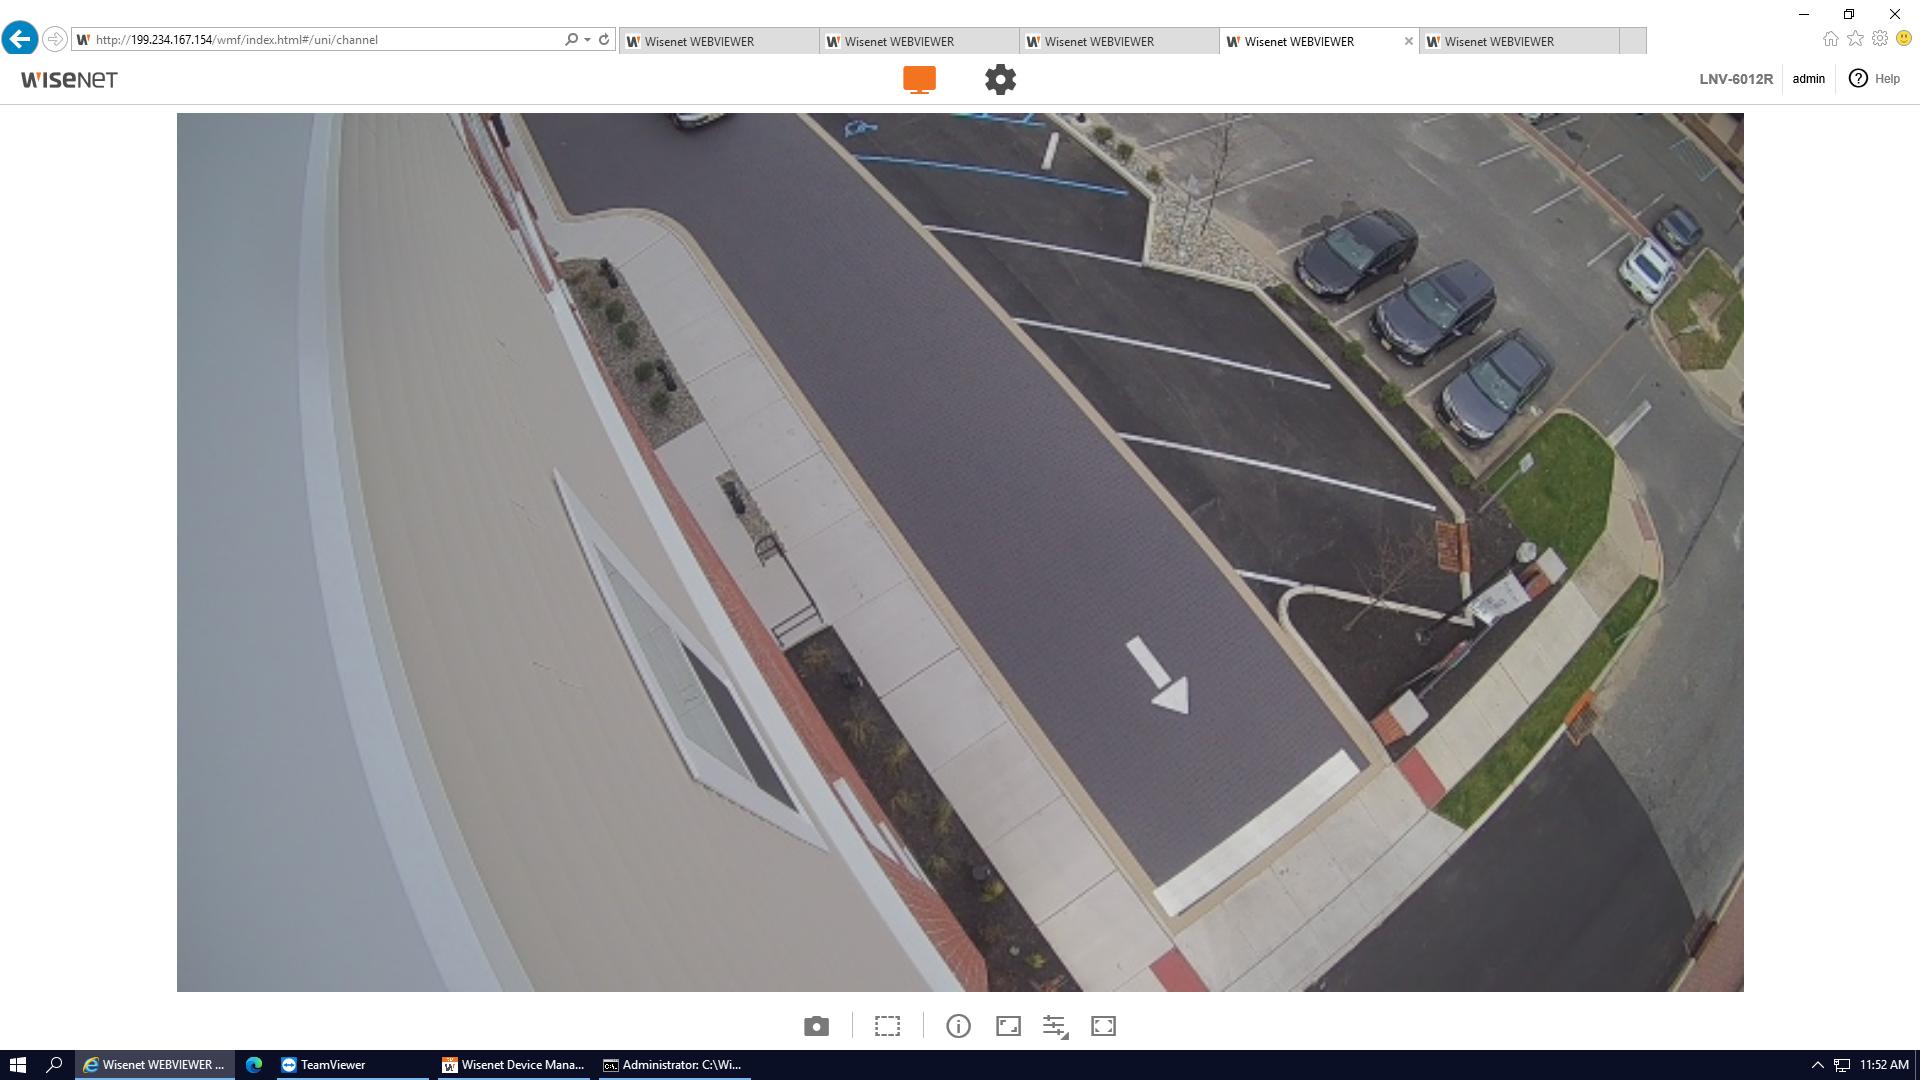 http://199.234.167.154/wmf/index.html#/uni/channel
Wisenet WEBVIEWER
Wisenet WEBVIEWER
Wisenet WEBVIEWER
Wisenet WEBVIEWER
Wisenet WEBVIEWER
WISENET
LNV-6012R
admin
? Help
Wisenet WEBVIEWER ...
TeamViewer
Wisenet Device Mana...
Administrator: C:\Wi...
11:52 AM